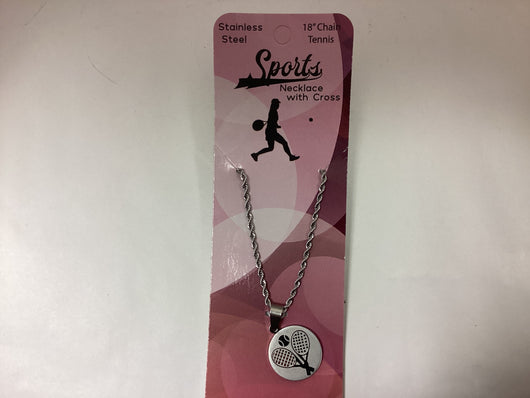 Stainless Steel
18" Chain Tennis
Sports
Necklace
with Cross